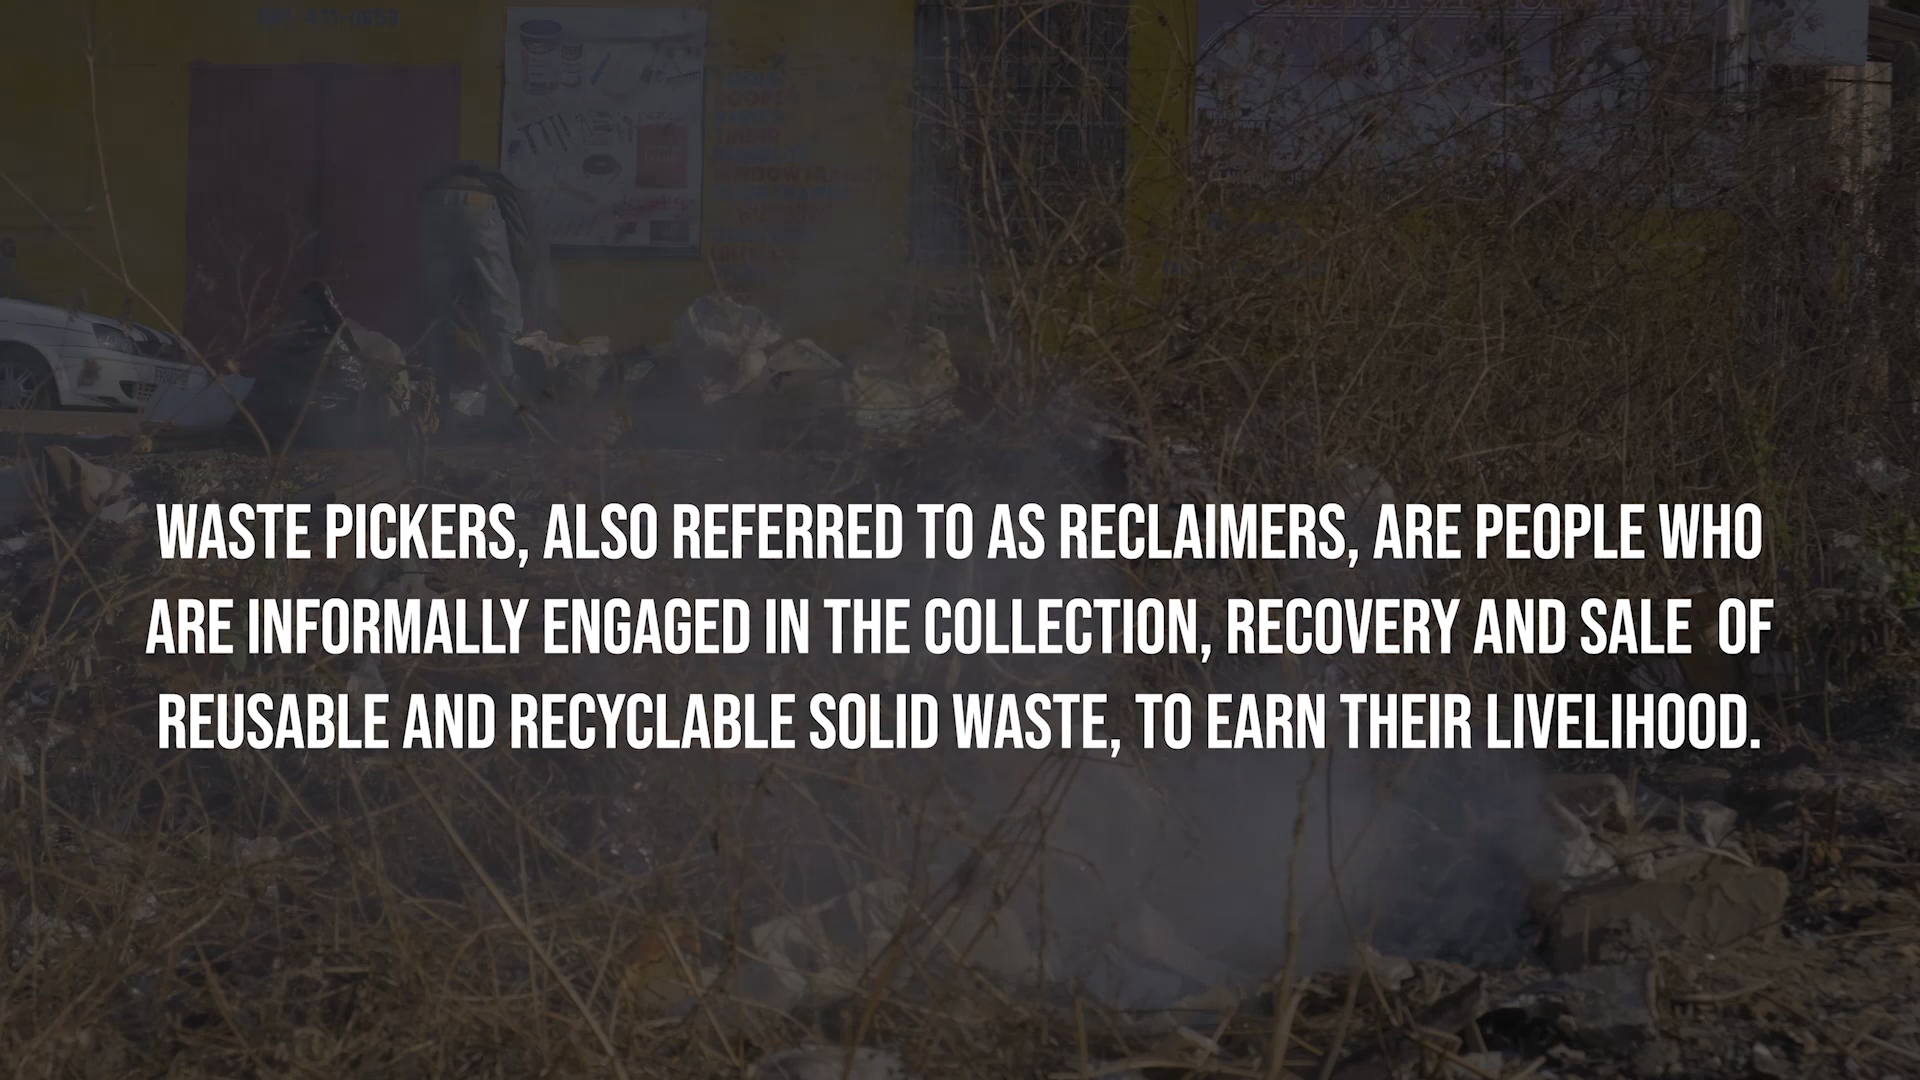 WASTE PICKERS, ALSO REFERRED TO AS RECLAIMERS, ARE PEOPLE WHO
ARE INFORMALLY ENGAGED IN THE COLLECTION, RECOVERY AND SALE  OF
REUSABLE AND RECYCLABLE SOLID WASTE, TO EARN THEIR LIVELIHOOD.